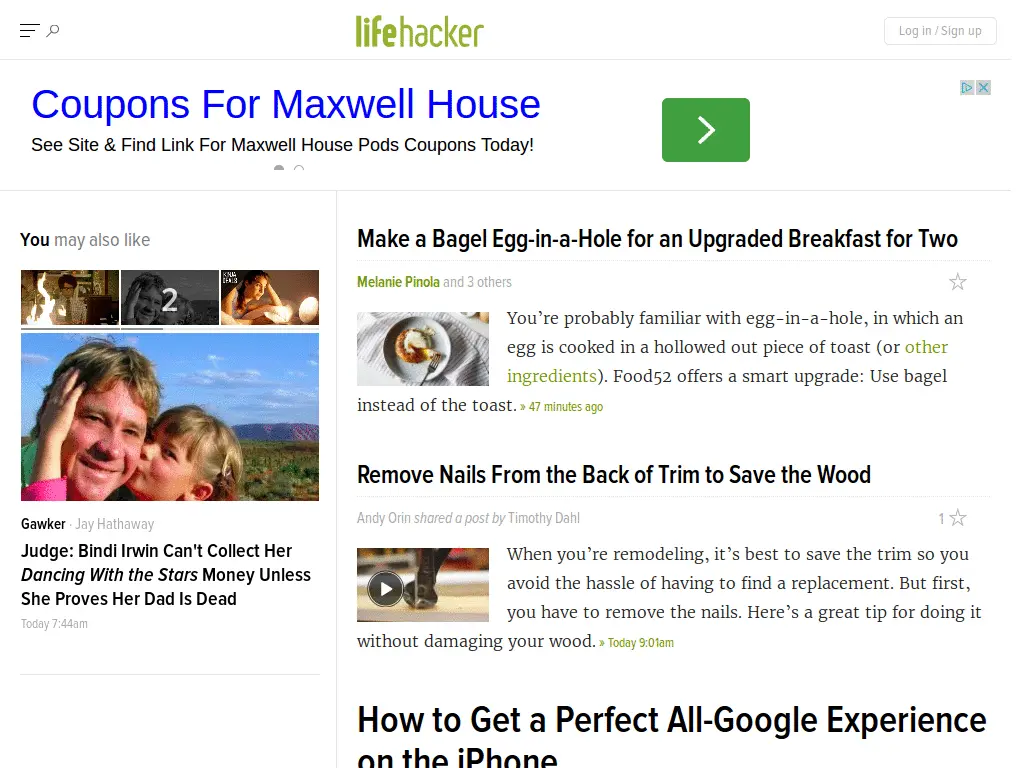 lifehacker
Log in / Sign up
Coupons For Maxwell House
See Site & Find Link For Maxwell House Pods Coupons Today!
You may also like
2
KINJA
DEALS
Gawker · Jay Hathaway
Judge: Bindi Irwin Can't Collect Her
Dancing With the Stars Money Unless
She Proves Her Dad Is Dead
Today 7:44am
Make a Bagel Egg-in-a-Hole for an Upgraded Breakfast for Two
Melanie Pinola and 3 others
You’re probably familiar with egg-in-a-hole, in which an
egg is cooked in a hollowed out piece of toast (or other
ingredients). Food52 offers a smart upgrade: Use bagel
instead of the toast. » 47 minutes ago
Remove Nails From the Back of Trim to Save the Wood
Andy Orin shared a post by Timothy Dahl
1
When you’re remodeling, it’s best to save the trim so you
avoid the hassle of having to find a replacement. But first,
you have to remove the nails. Here’s a great tip for doing it
without damaging your wood. » Today 9:01am
How to Get a Perfect All-Google Experience
on the iPhone